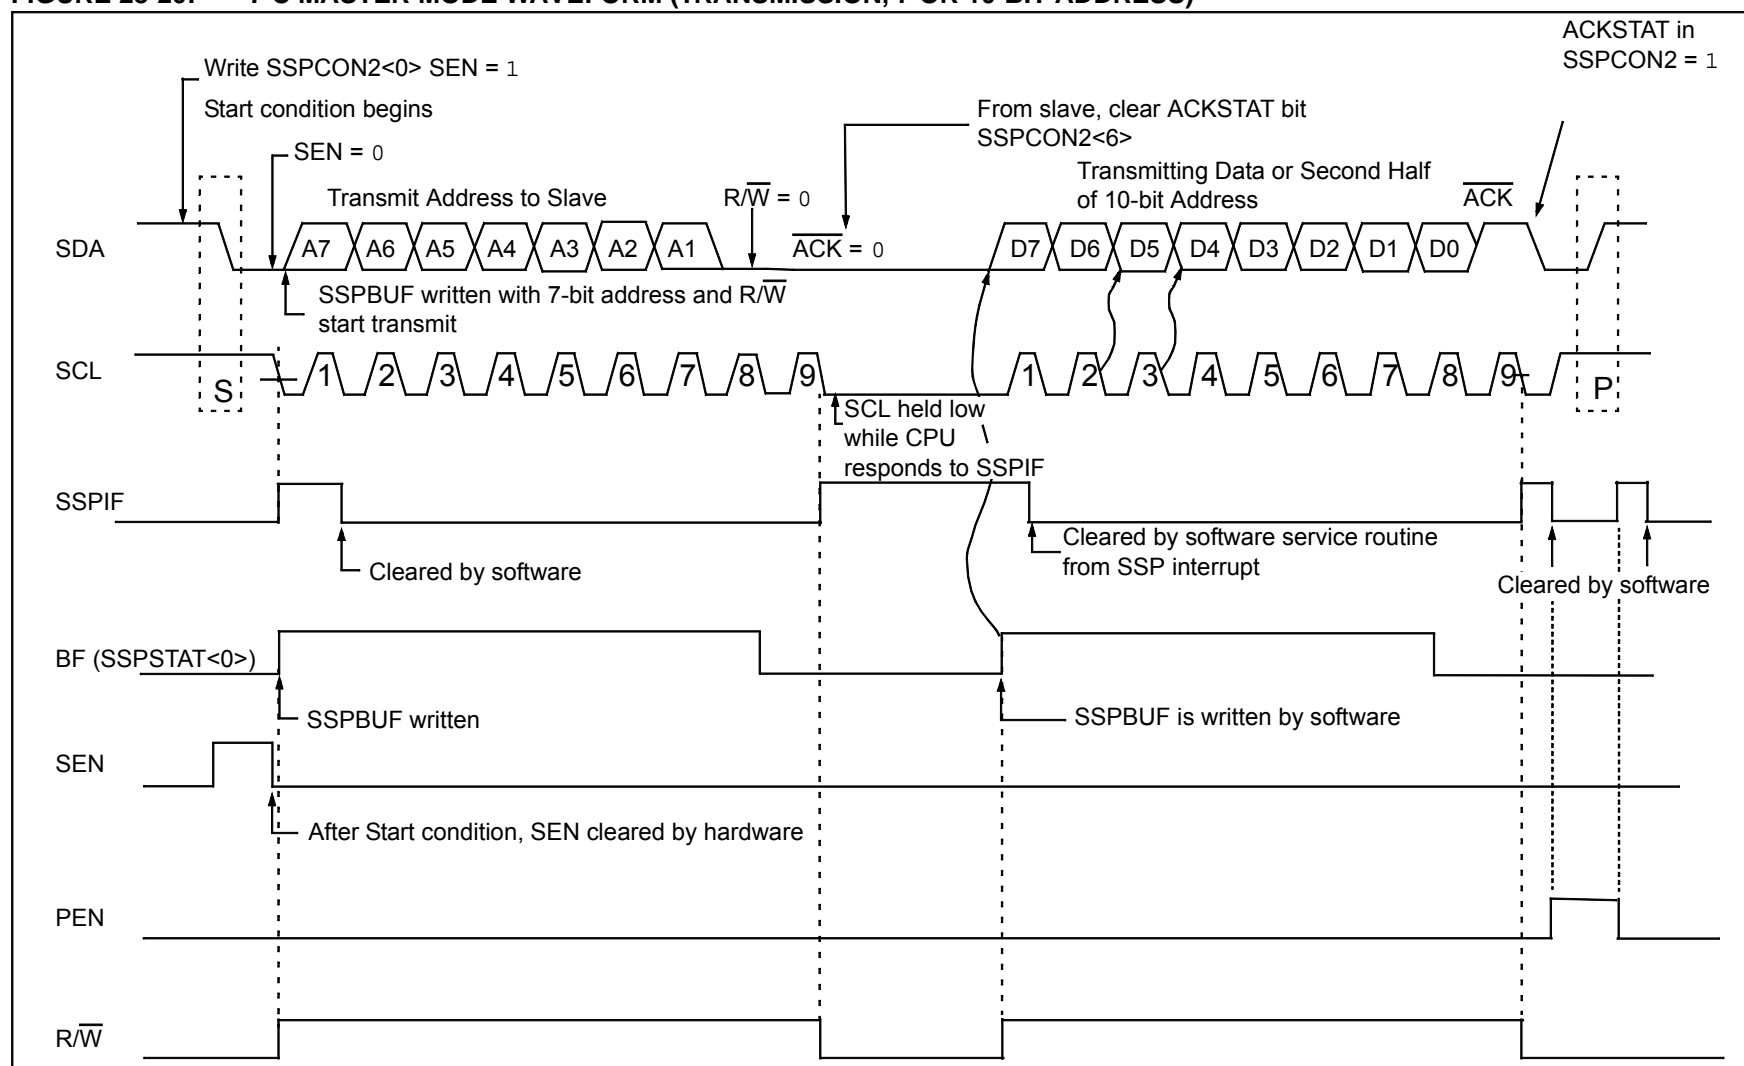 ACKSTAT in
SSPCON2 = 1
Write SSPCON2<0> SEN = 1
Start condition begins
From slave, clear ACKSTAT bit
SSPCON2<6>
SEN = 0
Transmit Address to Slave
R/W = 0
Transmitting Data or Second Half
of 10-bit Address
ACK
SDA
A7 A6 A5 A4 A3 A2 A1
ACK = 0
D7 D6 D5 D4 D3 D2 D1 D0
SSPBUF written with 7-bit address and R/W
start transmit
SCL
S
1 2 3 4 5 6 7 8 9
1 2 3 4 5 6 7 8 9
P
SCL held low
while CPU
responds to SSPIF
SSPIF
Cleared by software
Cleared by software service routine
from SSP interrupt
Cleared by software
BF (SSPSTAT<0>)
SSPBUF written
SSPBUF is written by software
SEN
After Start condition, SEN cleared by hardware
PEN
R/W